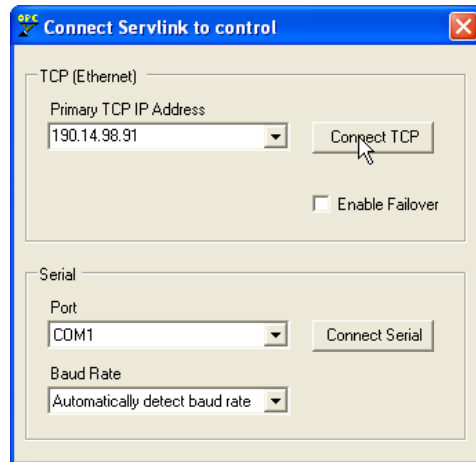 OPC Connect Servlink to control
TCP (Ethernet)
Primary TCP IP Address
190.14.98.91
Connect TCP
Enable Failover
Serial
Port
COM1
Connect Serial
Baud Rate
Automatically detect baud rate